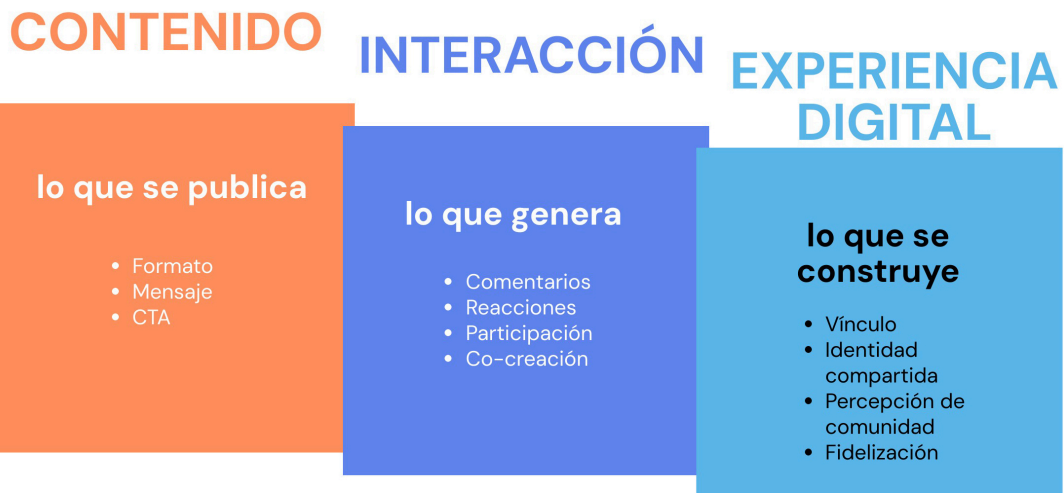 CONTENIDO
lo que se publica
• Formato
• Mensaje
• CTA
INTERACCIÓN
lo que genera
• Comentarios
• Reacciones
• Participación
• Co-creación
EXPERIENCIA
DIGITAL
lo que se
construye
• Vínculo
• Identidad
compartida
• Percepción de
comunidad
• Fidelización